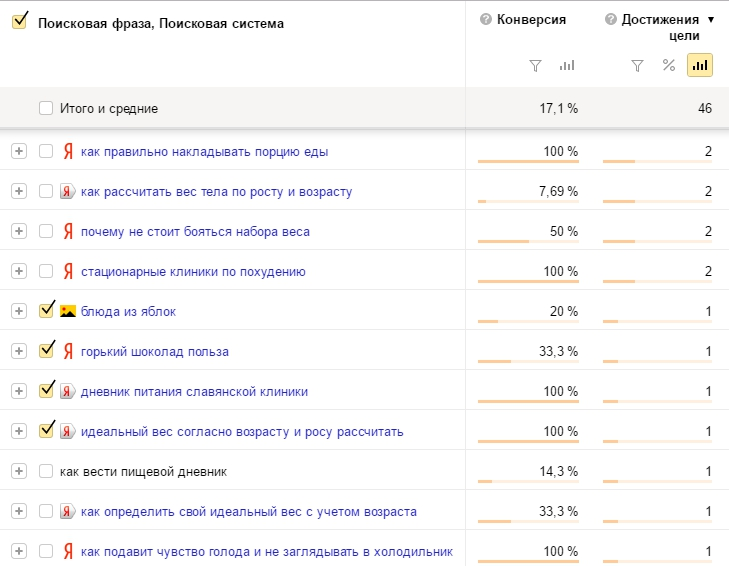 Поисковая фраза, Поисковая система ? Конверсия ? Достижения цели ▼
%
Итого и средние 17,1 % 46
Я как правильно накладывать порцию еды 100 % 2
Я как рассчитать вес тела по росту и возрасту 7,69 % 2
Я почему не стоит бояться набора веса 50 % 2
Я стационарные клиники по похудению 100 % 2
блюда из яблок 20 % 1
Я горький шоколад польза 33,3 % 1
Я дневник питания славянской клиники 100 % 1
Я идеальный вес согласно возрасту и росу рассчитать 100 % 1
как вести пищевой дневник 14,3 % 1
Я как определить свой идеальный вес с учетом возраста 33,3 % 1
Я как подавит чувство голода и не заглядывать в холодильник 100 % 1